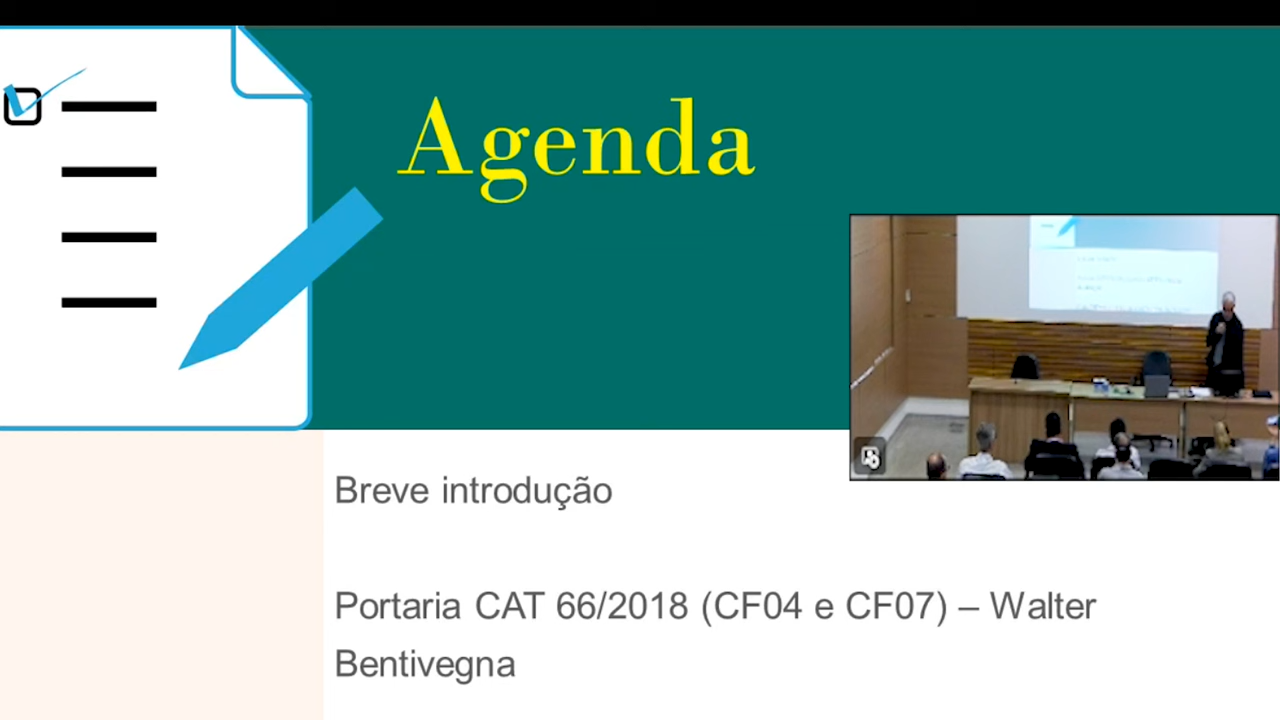 Agenda
Breve introdução
Portaria CAT 66/2018 (CF04 e CF07) – Walter
Bentivegna